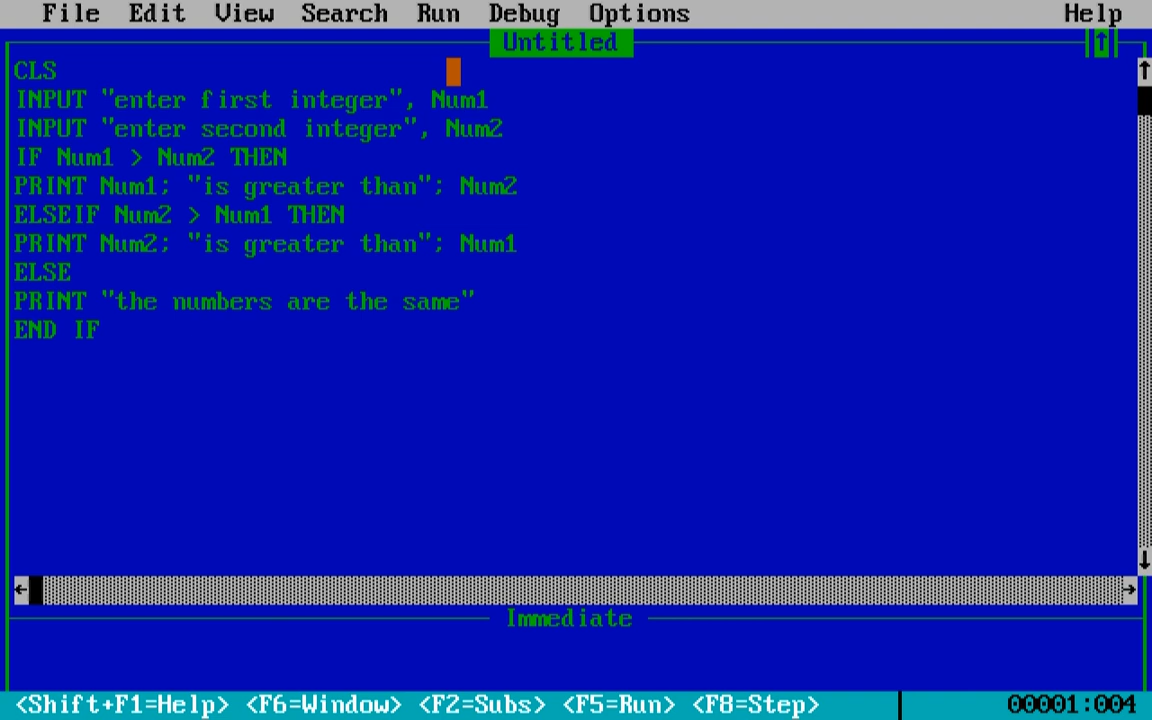 File Edit View Search Run Debug Options Help
Untitled
CLS
INPUT "enter first integer", Num1
INPUT "enter second integer", Num2
IF Num1 > Num2 THEN
PRINT Num1; "is greater than"; Num2
ELSEIF Num2 > Num1 THEN
PRINT Num2; "is greater than"; Num1
ELSE
PRINT "the numbers are the same"
END IF
Immediate
<Shift+F1=Help> <F6=Window> <F2=Subs> <F5=Run> <F8=Step> 00001:004